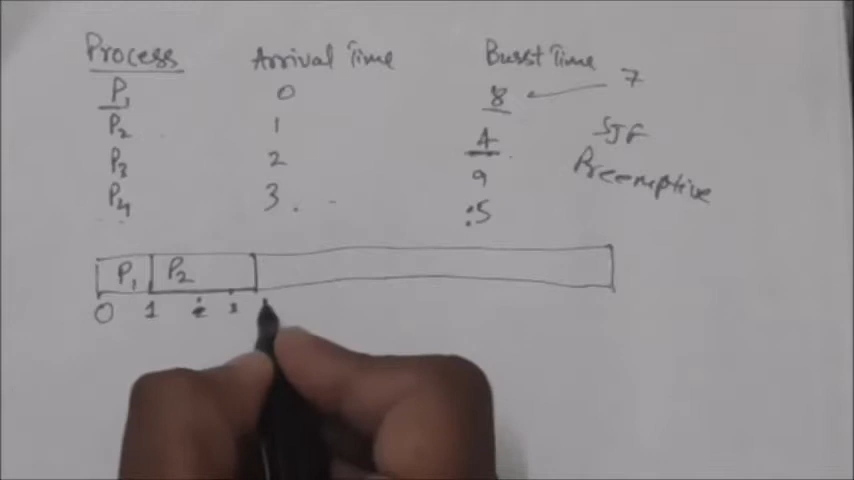 Process Arrival Time Burst Time
P1 0 8 7
P2 1 4 SJF
P3 2 9 Preemptive
P4 3 5
P1 P2
0 1 2 3